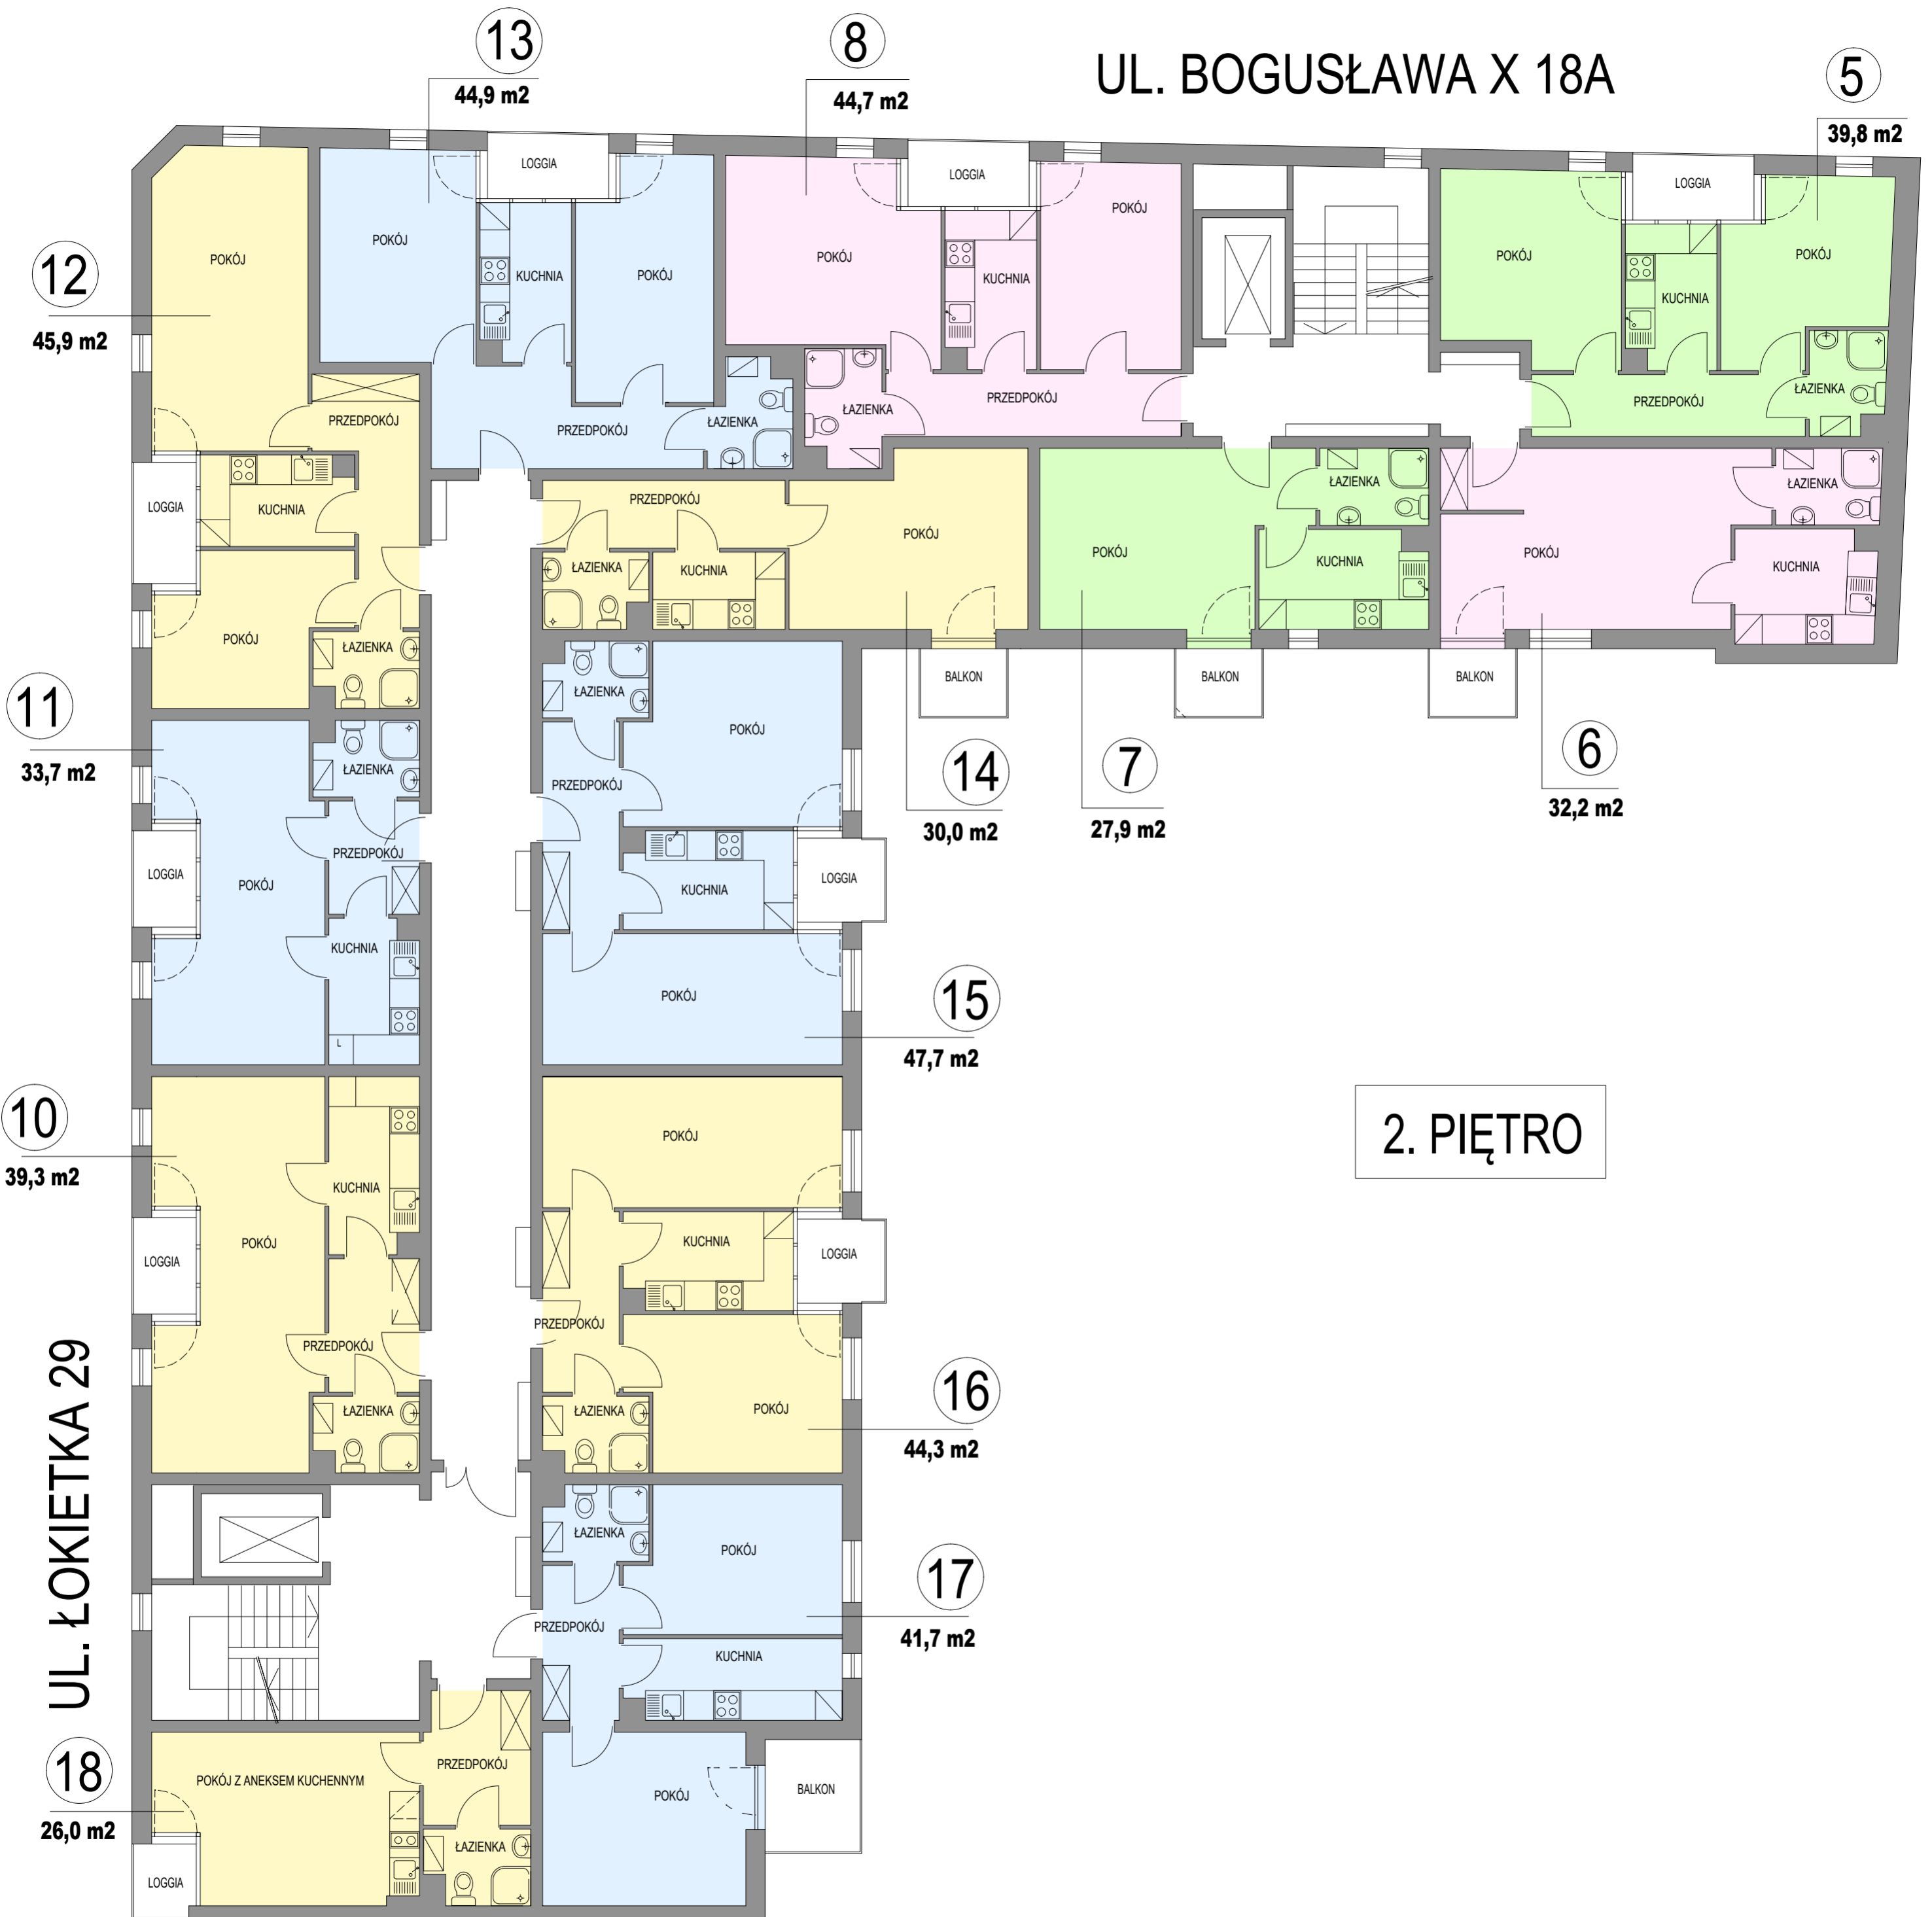 UL. BOGUSŁAWA X 18A
13
44,9 m2
8
44,7 m2
5
39,8 m2
12
45,9 m2
11
33,7 m2
10
39,3 m2
UL. ŁOKIETKA 29
18
26,0 m2
14
30,0 m2
7
27,9 m2
6
32,2 m2
15
47,7 m2
16
44,3 m2
17
41,7 m2
2. PIĘTRO
POKÓJ
PRZEDPOKÓJ
LOGGIA
KUCHNIA
POKÓJ
ŁAZIENKA
POKÓJ
LOGGIA
KUCHNIA
POKÓJ
PRZEDPOKÓJ
ŁAZIENKA
POKÓJ
LOGGIA
KUCHNIA
POKÓJ
ŁAZIENKA
PRZEDPOKÓJ
POKÓJ
LOGGIA
KUCHNIA
POKÓJ
PRZEDPOKÓJ
ŁAZIENKA
PRZEDPOKÓJ
ŁAZIENKA
KUCHNIA
POKÓJ
BALKON
POKÓJ
ŁAZIENKA
KUCHNIA
BALKON
POKÓJ
ŁAZIENKA
KUCHNIA
BALKON
ŁAZIENKA
PRZEDPOKÓJ
LOGGIA
POKÓJ
KUCHNIA
L
ŁAZIENKA
POKÓJ
PRZEDPOKÓJ
KUCHNIA
LOGGIA
POKÓJ
KUCHNIA
POKÓJ
LOGGIA
PRZEDPOKÓJ
ŁAZIENKA
POKÓJ
KUCHNIA
LOGGIA
PRZEDPOKÓJ
ŁAZIENKA
POKÓJ
ŁAZIENKA
POKÓJ
PRZEDPOKÓJ
KUCHNIA
POKÓJ
BALKON
POKÓJ Z ANEKSEM KUCHENNYM
PRZEDPOKÓJ
ŁAZIENKA
LOGGIA